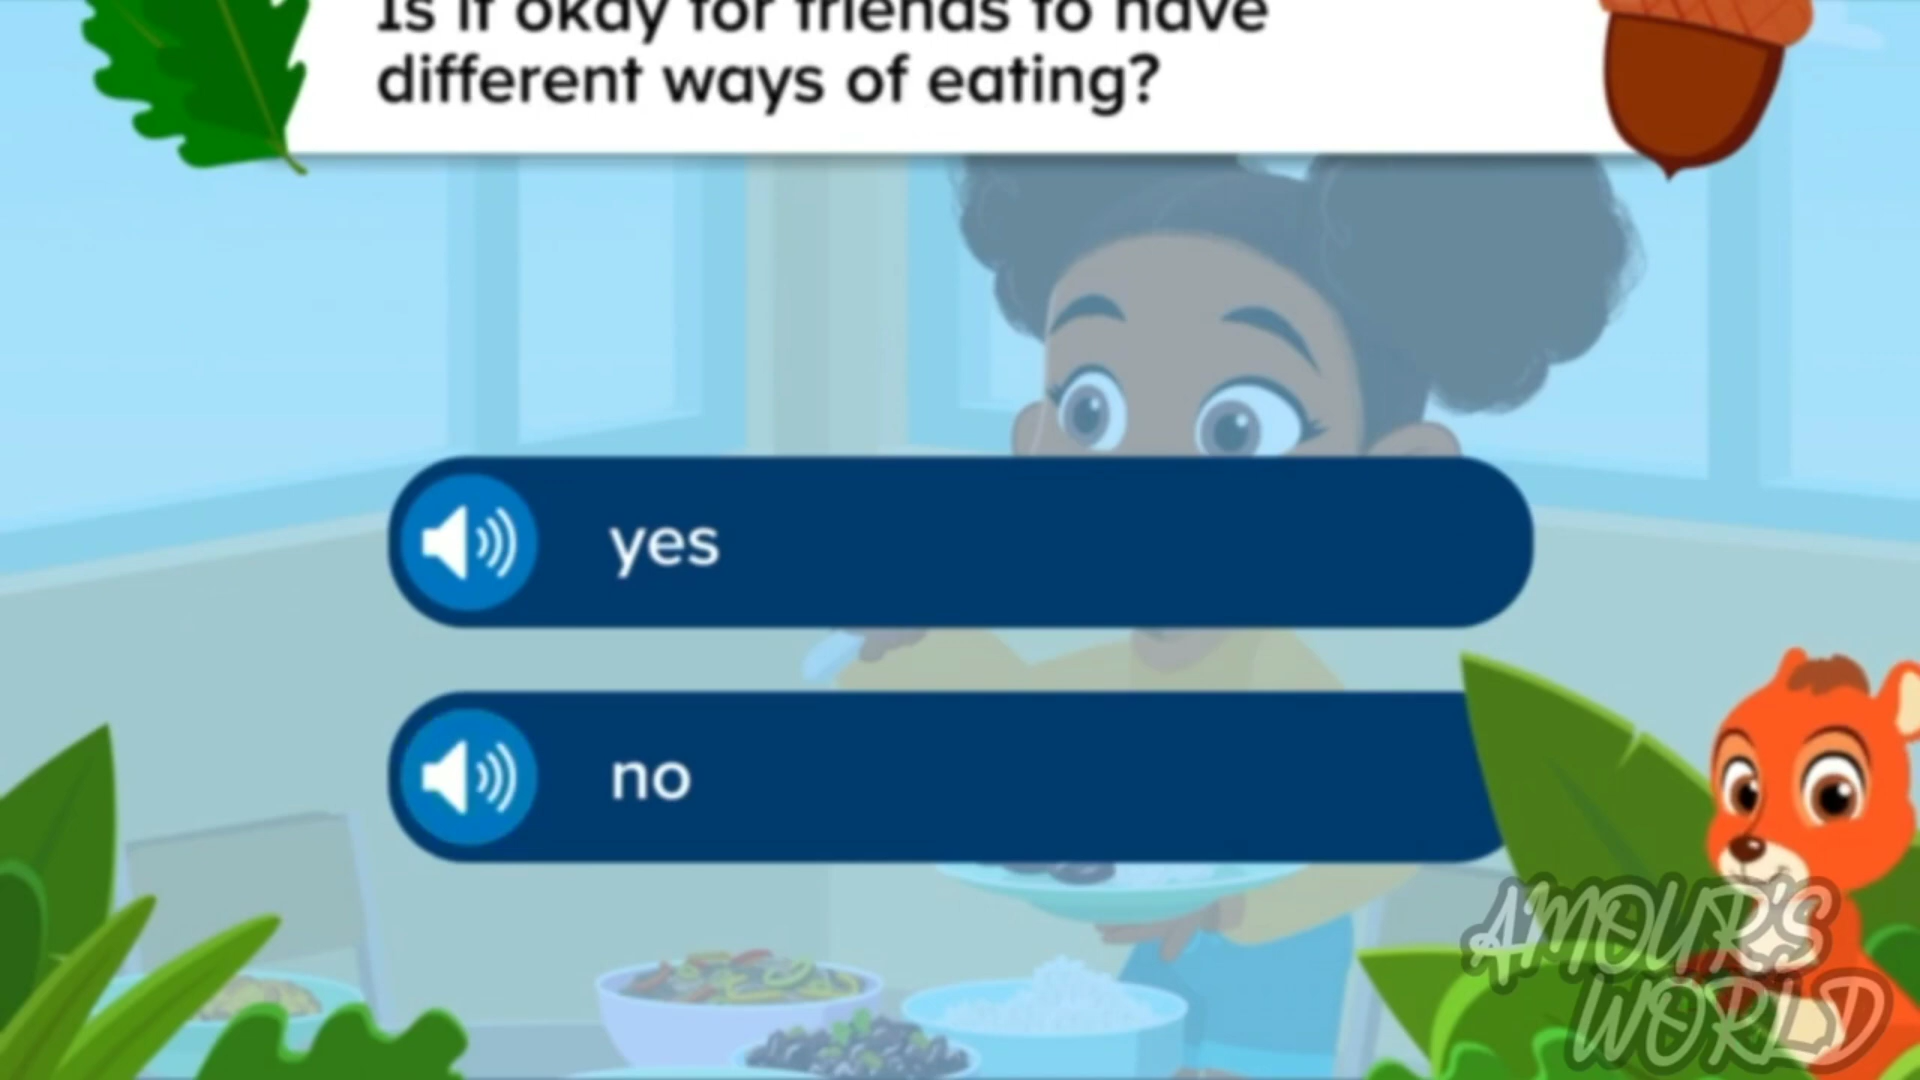 Is it okay for friends to have
different ways of eating?
yes
no
AMOUR'S
WORLD